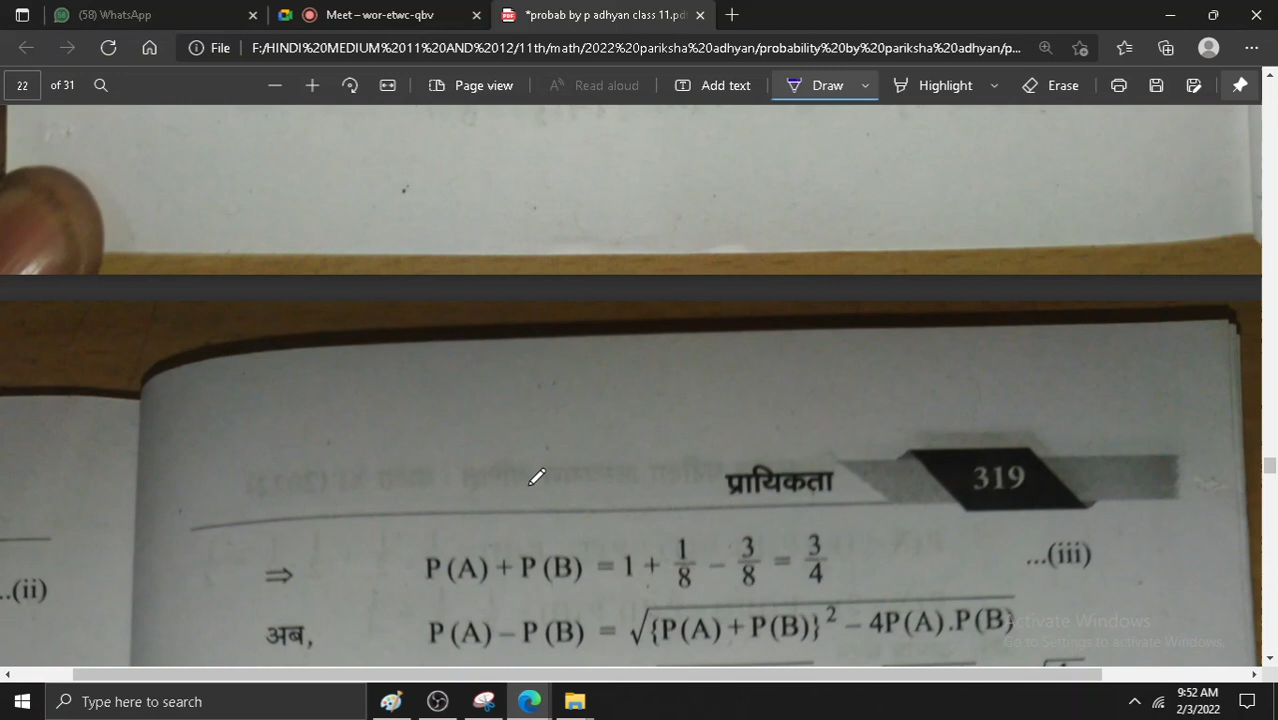 (58) WhatsApp
Meet – wor-etwc-qbv
*probab by p adhyan class 11.pd
File
F:/HINDI%20MEDIUM%2011%20AND%2012/11th/math/2022%20pariksha%20adhyan/probability%20by%20pariksha%20adhyan/p...
22 of 31
Page view
Read aloud
Add text
Draw
Highlight
Erase
प्रायिकता 319
⇒ P(A) + P(B) = 1 + 1/8 – 3/8 = 3/4 ...(iii)
..(ii)
अब, P(A) – P(B) = √{P(A) + P(B)}² – 4P(A).P(B)
Activate Windows
Go to Settings to activate Windows.
Type here to search
9:52 AM
2/3/2022